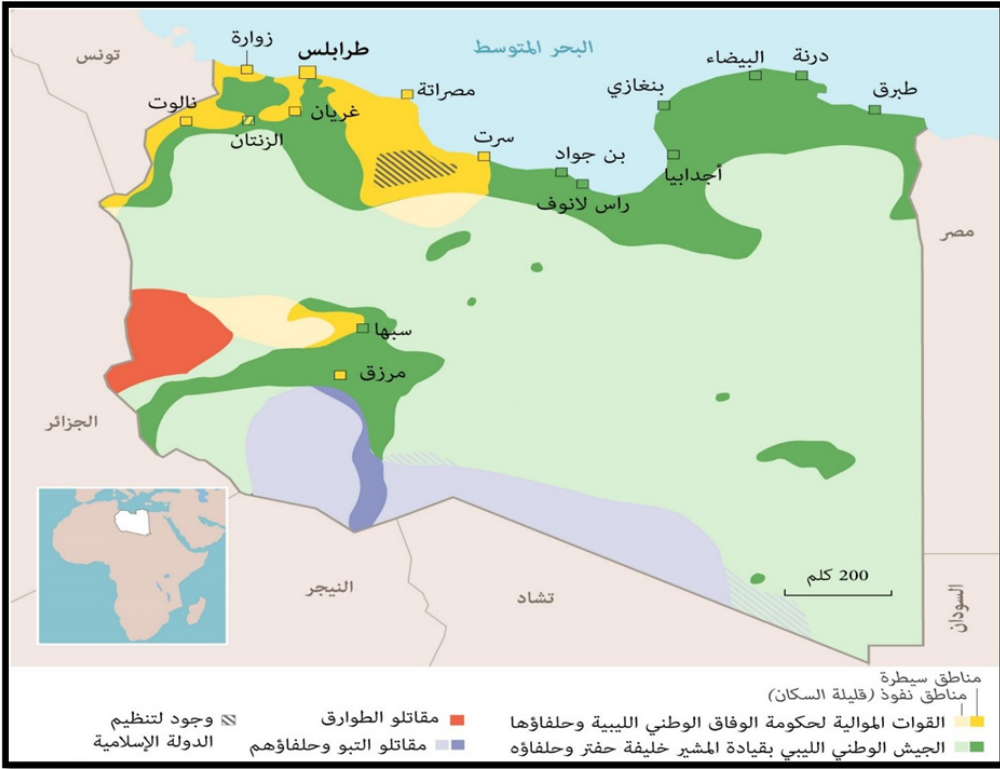 البحر المتوسط
تونس
زوارة
طرابلس
مصراتة
البيضاء
درنة
طبرق
بنغازي
نالوت
غريان
الزنتان
سرت
بن جواد
أجدابيا
راس لانوف
مصر
سبها
مرزق
الجزائر
النيجر
تشاد
200 كلم
السودان
مناطق سيطرة
مناطق نفوذ (قليلة السكان)
القوات الموالية لحكومة الوفاق الوطني الليبية وحلفاؤها
الجيش الوطني الليبي بقيادة المشير خليفة حفتر وحلفاؤه
مقاتلو الطوارق
مقاتلو التبو وحلفاؤهم
وجود لتنظيم
الدولة الإسلامية